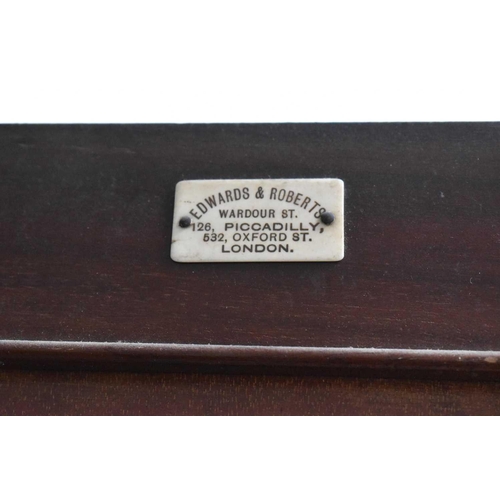 EDWARDS & ROBERTS
WARDOUR ST.
126, PICCADILLY,
532, OXFORD ST.
LONDON.